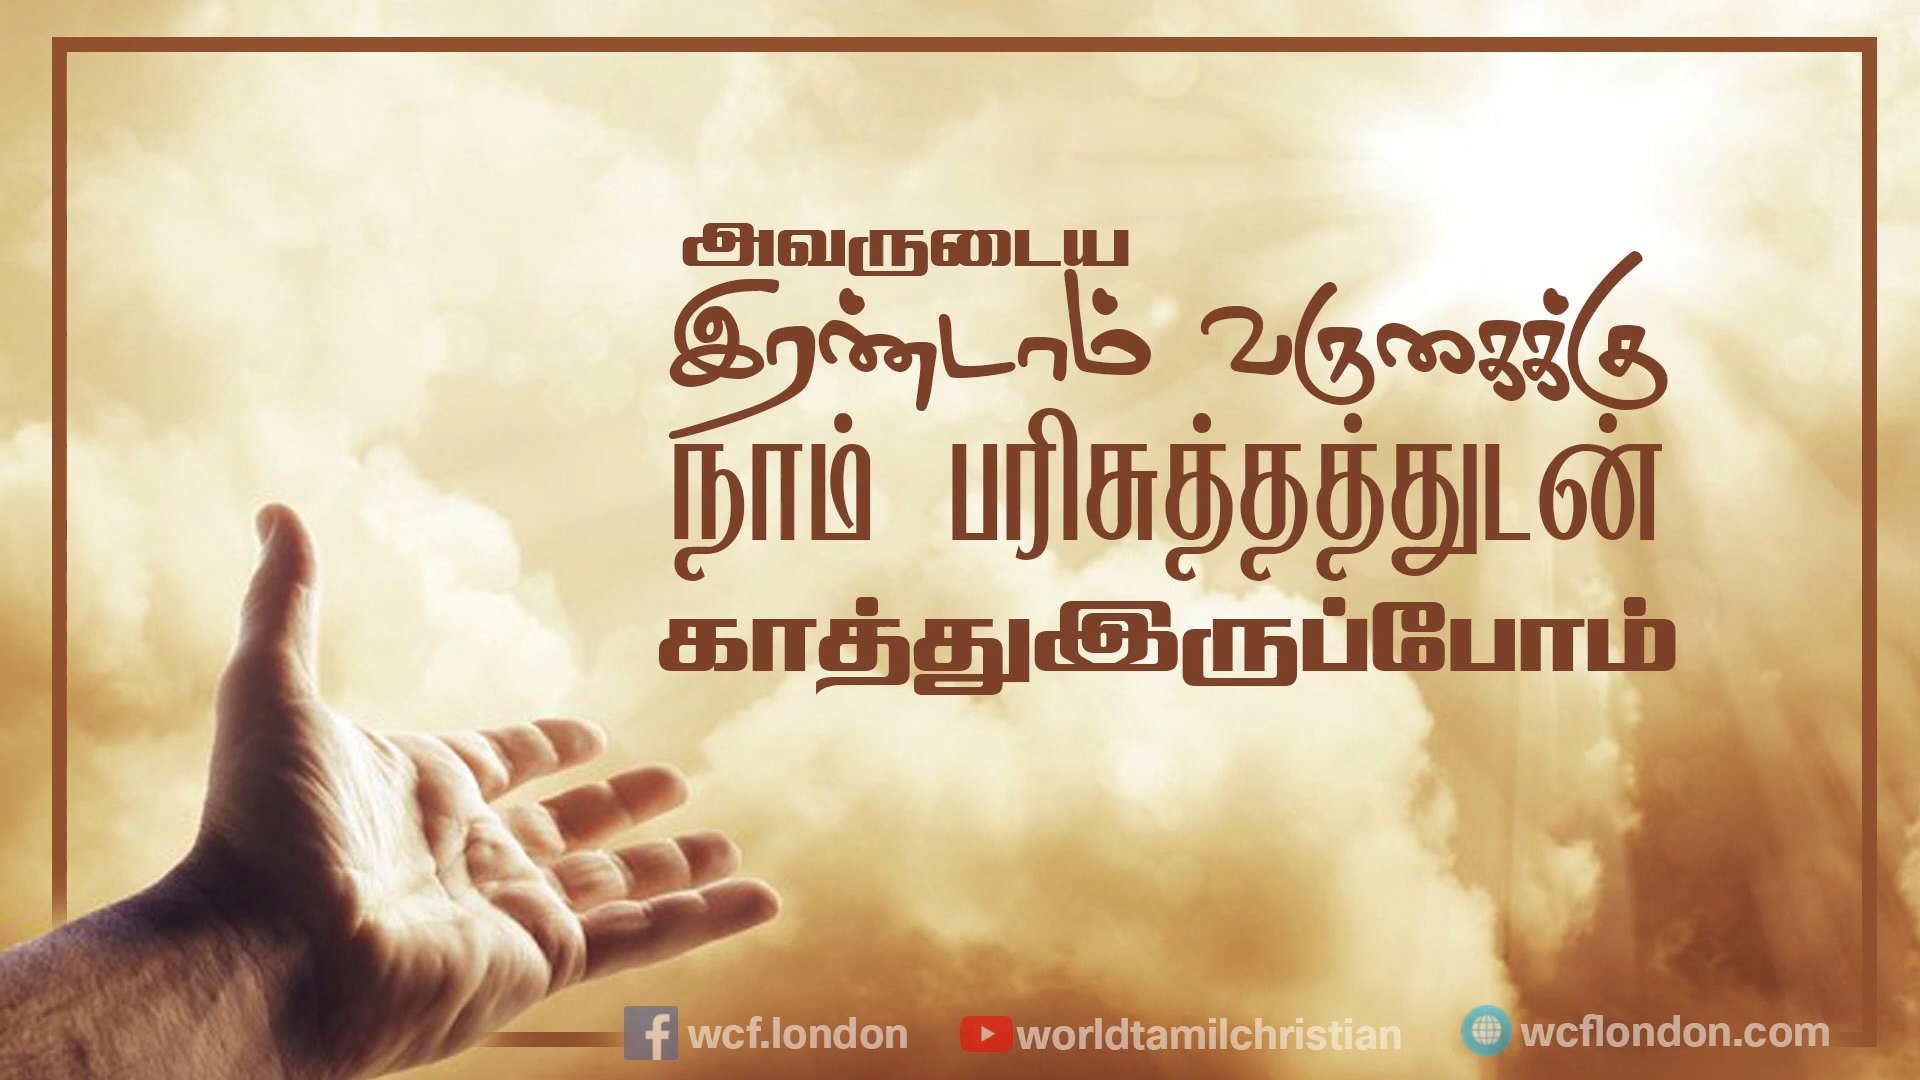 அவருடைய
இரண்டாம் வருகைக்கு
நாம் பரிசுத்தத்துடன்
காத்துஇருப்போம்
wcf.london worldtamilchristian wcflondon.com